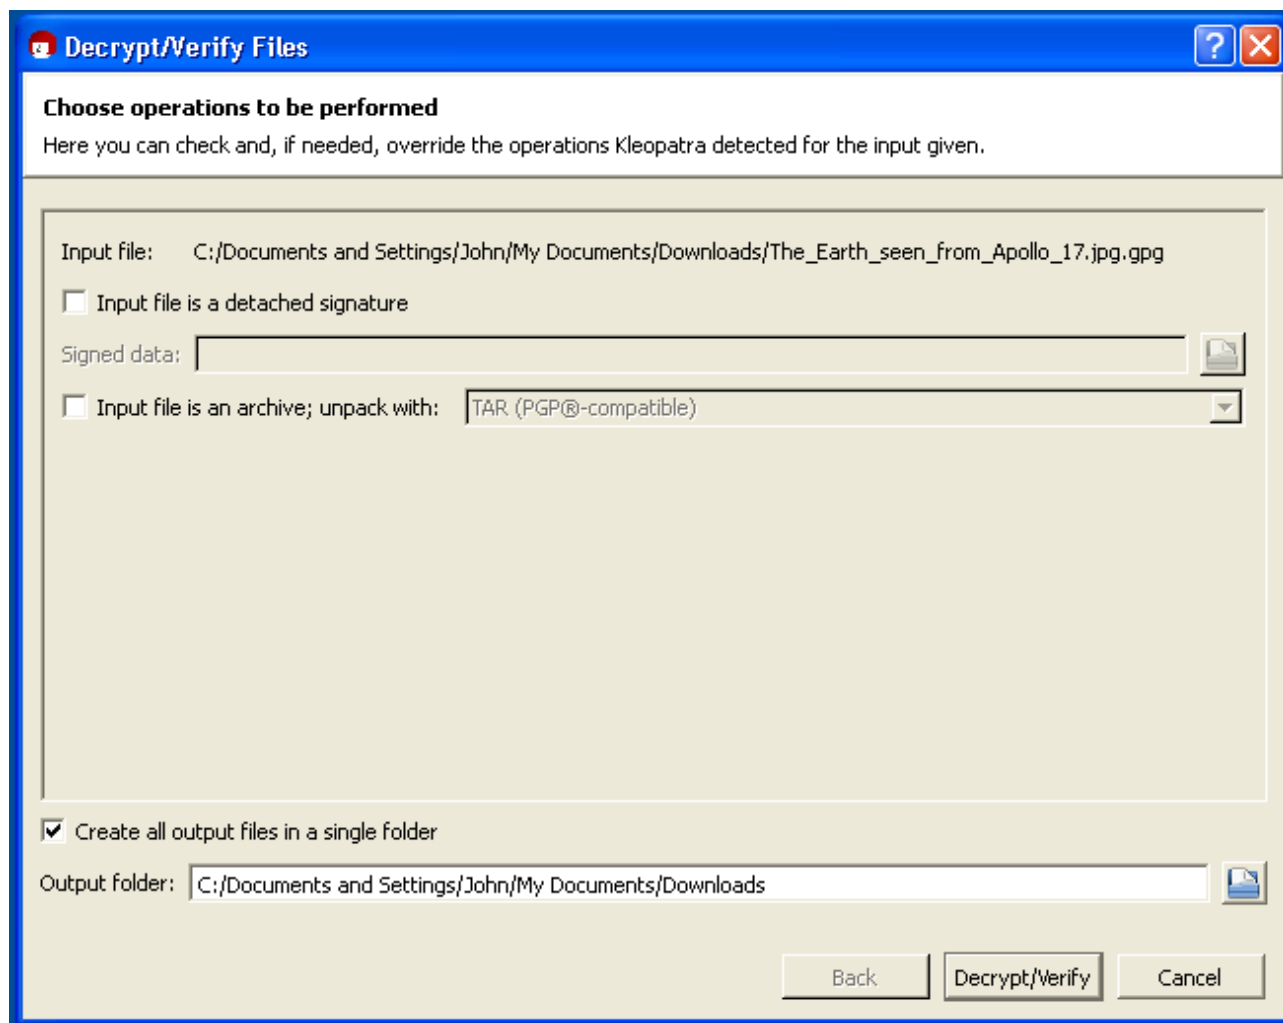 Decrypt/Verify Files
Choose operations to be performed
Here you can check and, if needed, override the operations Kleopatra detected for the input given.
Input file: C:/Documents and Settings/John/My Documents/Downloads/The_Earth_seen_from_Apollo_17.jpg.gpg
Input file is a detached signature
Signed data:
Input file is an archive; unpack with: TAR (PGP®-compatible)
Create all output files in a single folder
Output folder: C:/Documents and Settings/John/My Documents/Downloads
Back Decrypt/Verify Cancel